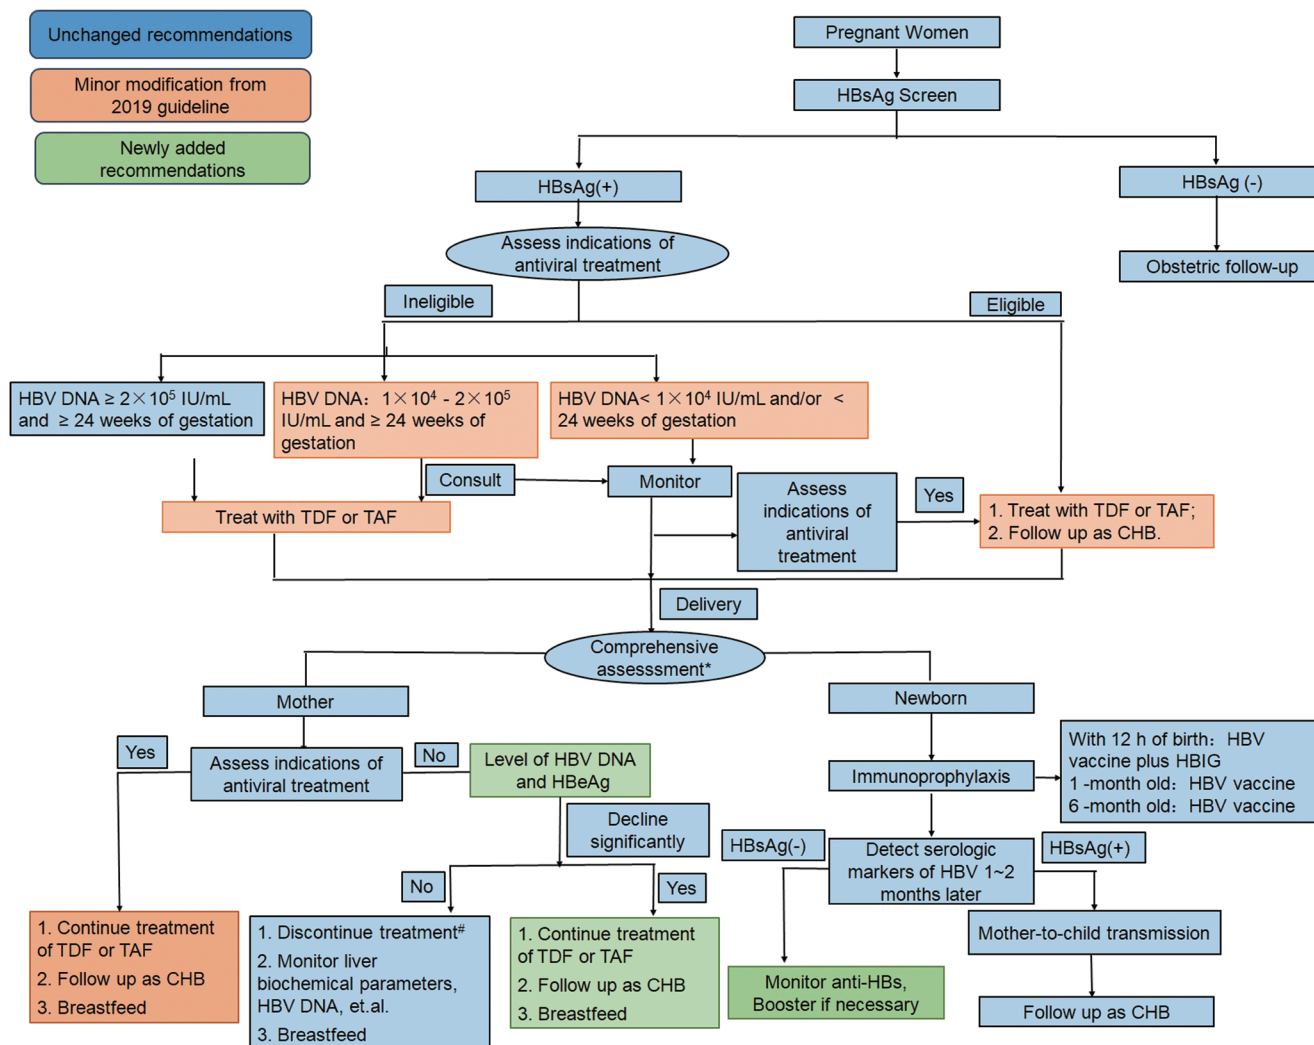 Unchanged recommendations
Minor modification from
2019 guideline
Newly added
recommendations
Pregnant Women
HBsAg Screen
HBsAg(+)
HBsAg (-)
Assess indications of
antiviral treatment
Obstetric follow-up
Ineligible
Eligible
HBV DNA ≥ 2×10⁵ IU/mL
and ≥ 24 weeks of gestation
HBV DNA：1×10⁴ - 2×10⁵
IU/mL and ≥ 24 weeks of
gestation
HBV DNA< 1×10⁴ IU/mL and/or <
24 weeks of gestation
Consult
Monitor
Assess
indications of
antiviral
treatment
Yes
1. Treat with TDF or TAF;
2. Follow up as CHB.
Treat with TDF or TAF
Delivery
Comprehensive
assesssment*
Mother
Newborn
Yes
Assess indications of
antiviral treatment
No
Level of HBV DNA
and HBeAg
Immunoprophylaxis
With 12 h of birth：HBV
vaccine plus HBIG
1 -month old：HBV vaccine
6 -month old：HBV vaccine
Decline
significantly
HBsAg(-)
Detect serologic
markers of HBV 1~2
months later
HBsAg(+)
No
Yes
1. Continue treatment
of TDF or TAF
2. Follow up as CHB
3. Breastfeed
1. Discontinue treatment#
2. Monitor liver
biochemical parameters,
HBV DNA, et.al.
3. Breastfeed
1. Continue treatment
of TDF or TAF
2. Follow up as CHB
3. Breastfeed
Monitor anti-HBs,
Booster if necessary
Mother-to-child transmission
Follow up as CHB